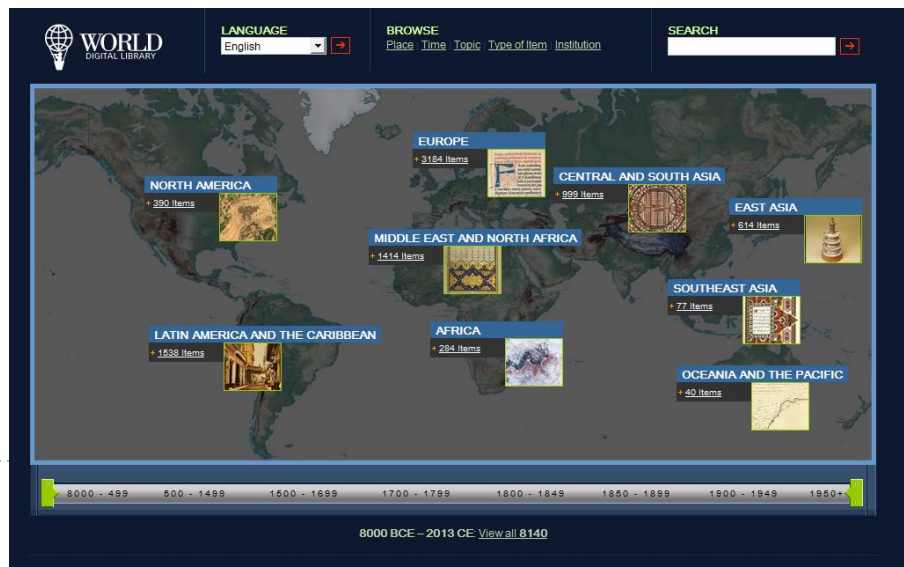 WORLD
DIGITAL LIBRARY
LANGUAGE
English
BROWSE
Place | Time | Topic | Type of Item | Institution
SEARCH
EUROPE
+ 3184 Items
NORTH AMERICA
+ 390 Items
CENTRAL AND SOUTH ASIA
+ 999 Items
EAST ASIA
+ 614 Items
MIDDLE EAST AND NORTH AFRICA
+ 1414 Items
SOUTHEAST ASIA
+ 77 Items
LATIN AMERICA AND THE CARIBBEAN
+ 1538 Items
AFRICA
+ 284 Items
OCEANIA AND THE PACIFIC
+ 40 Items
8000 - 499 500 - 1499 1500 - 1699 1700 - 1799 1800 - 1849 1850 - 1899 1900 - 1949 1950+
8000 BCE – 2013 CE: View all 8140